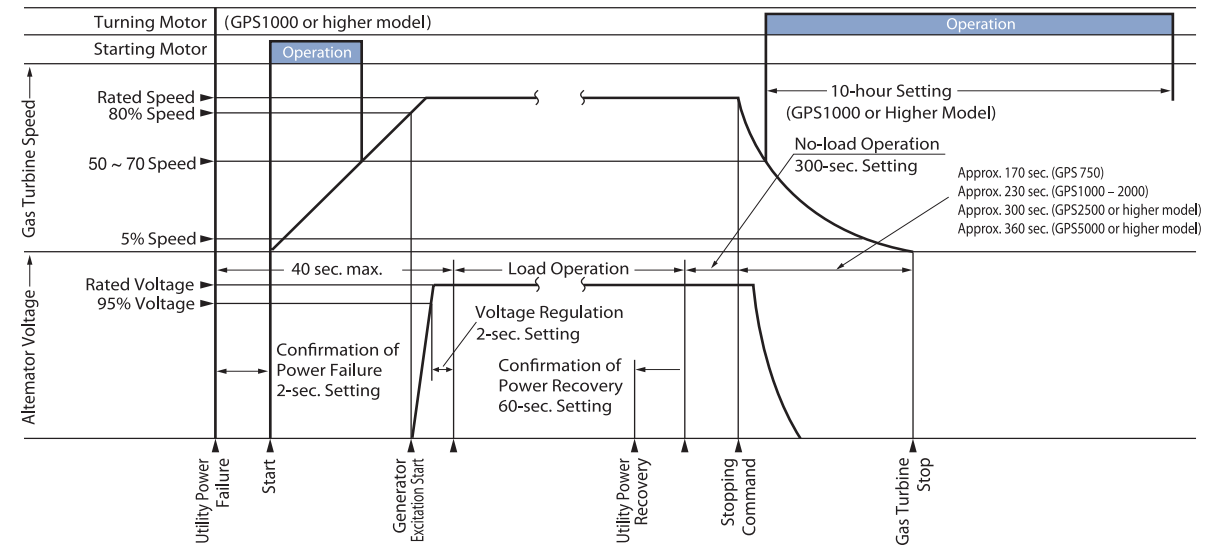 Turning Motor
(GPS1000 or higher model)
Operation
Starting Motor
Operation
Gas Turbine Speed
Rated Speed
80% Speed
50 ~ 70 Speed
5% Speed
10-hour Setting
(GPS1000 or Higher Model)
No-load Operation
300-sec. Setting
Approx. 170 sec. (GPS 750)
Approx. 230 sec. (GPS1000 – 2000)
Approx. 300 sec. (GPS2500 or higher model)
Approx. 360 sec. (GPS5000 or higher model)
40 sec. max.
Load Operation
Alternator Voltage
Rated Voltage
95% Voltage
Voltage Regulation
2-sec. Setting
Confirmation of
Power Failure
2-sec. Setting
Confirmation of
Power Recovery
60-sec. Setting
Utility Power
Failure
Start
Generator
Excitation Start
Utility Power
Recovery
Stopping
Command
Gas Turbine
Stop